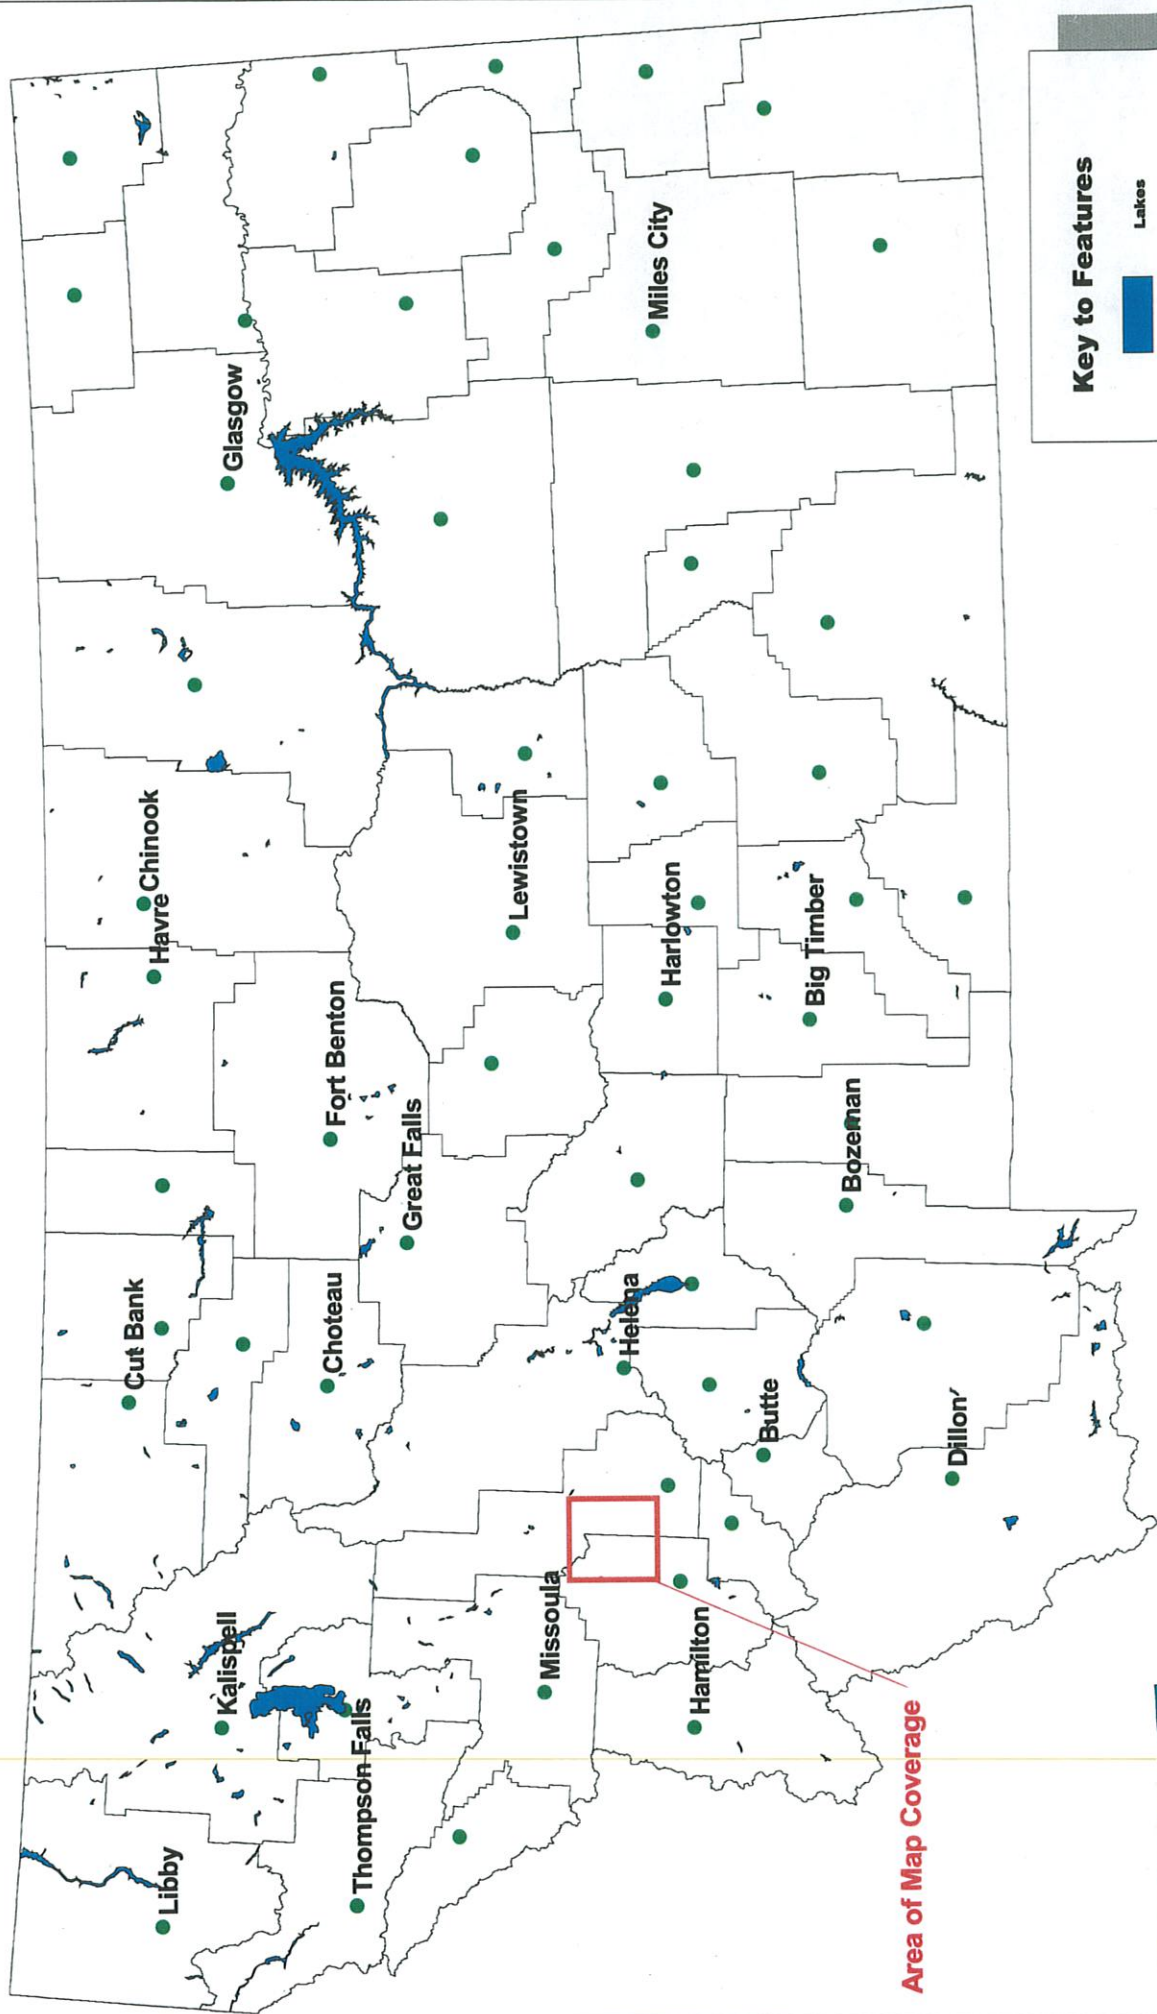 Libby
Kalispell
Cut Bank
Havre
Chinook
Glasgow
Thompson Falls
Choteau
Fort Benton
Great Falls
Missoula
Lewistown
Helena
Harlowton
Miles City
Hamilton
Butte
Big Timber
Bozeman
Dillon
Area of Map Coverage
Key to Features
Lakes